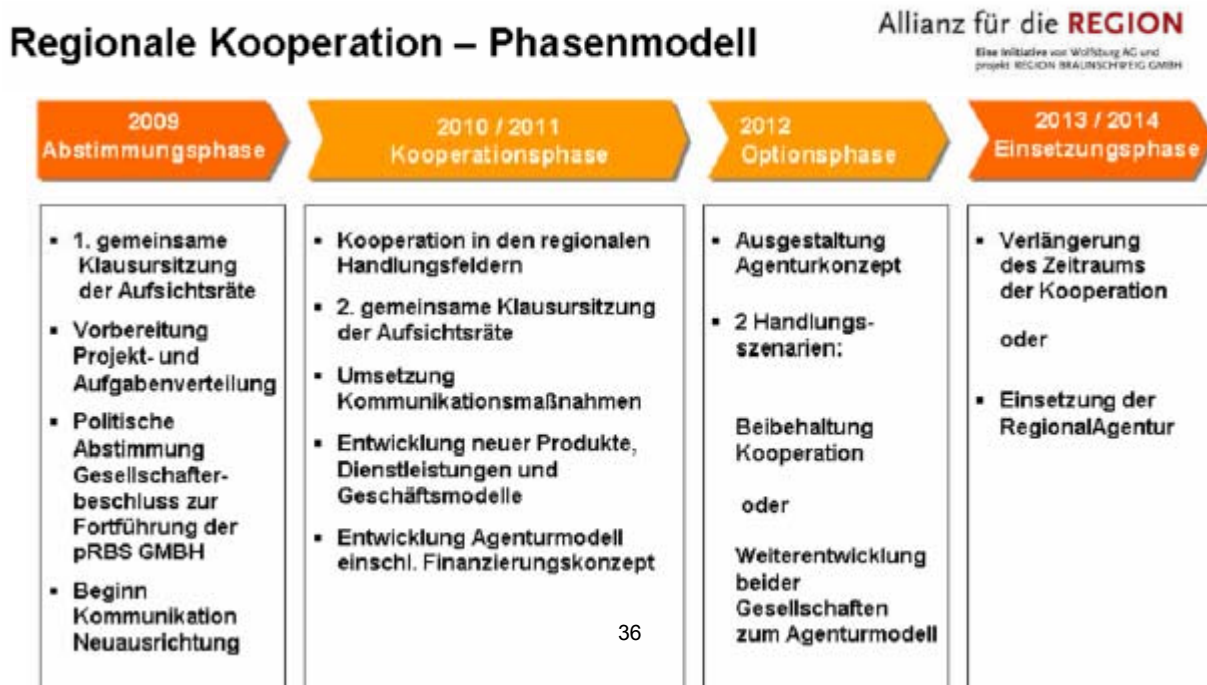 Regionale Kooperation – Phasenmodell
Allianz für die REGION
Eine Initiative von Wolfsburg AG und
projekt REGION BRAUNSCHWEIG GMBH
2009
Abstimmungsphase
2010 / 2011
Kooperationsphase
2012
Optionsphase
2013 / 2014
Einsetzungsphase
▪ 1. gemeinsame
Klausursitzung
der Aufsichtsräte
▪ Vorbereitung
Projekt- und
Aufgabenverteilung
▪ Politische
Abstimmung
Gesellschafter-
beschluss zur
Fortführung der
pRBS GMBH
▪ Beginn
Kommunikation
Neuausrichtung
▪ Kooperation in den regionalen
Handlungsfeldern
▪ 2. gemeinsame Klausursitzung
der Aufsichtsräte
▪ Umsetzung
Kommunikationsmaßnahmen
▪ Entwicklung neuer Produkte,
Dienstleistungen und
Geschäftsmodelle
▪ Entwicklung Agenturmodell
einschl. Finanzierungskonzept
36
▪ Ausgestaltung
Agenturkonzept
▪ 2 Handlungs-
szenarien:
Beibehaltung
Kooperation
oder
Weiterentwicklung
beider
Gesellschaften
zum Agenturmodell
▪ Verlängerung
des Zeitraums
der Kooperation
oder
▪ Einsetzung der
RegionalAgentur